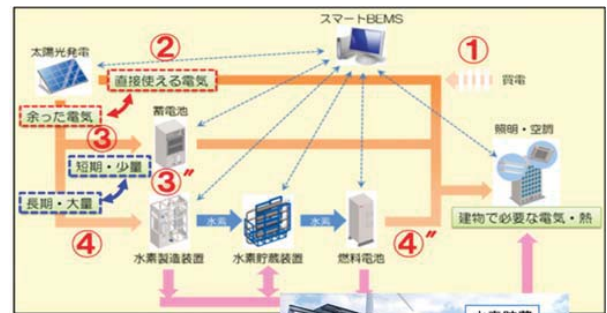 スマートBEMS
太陽光発電
②
①
直接使える電気
買電
余った電気
蓄電池
照明・空調
③
短期・少量
③″
長期・大量
水素
水素
建物で必要な電気・熱
④
④″
水素製造装置
水素貯蔵装置
燃料電池